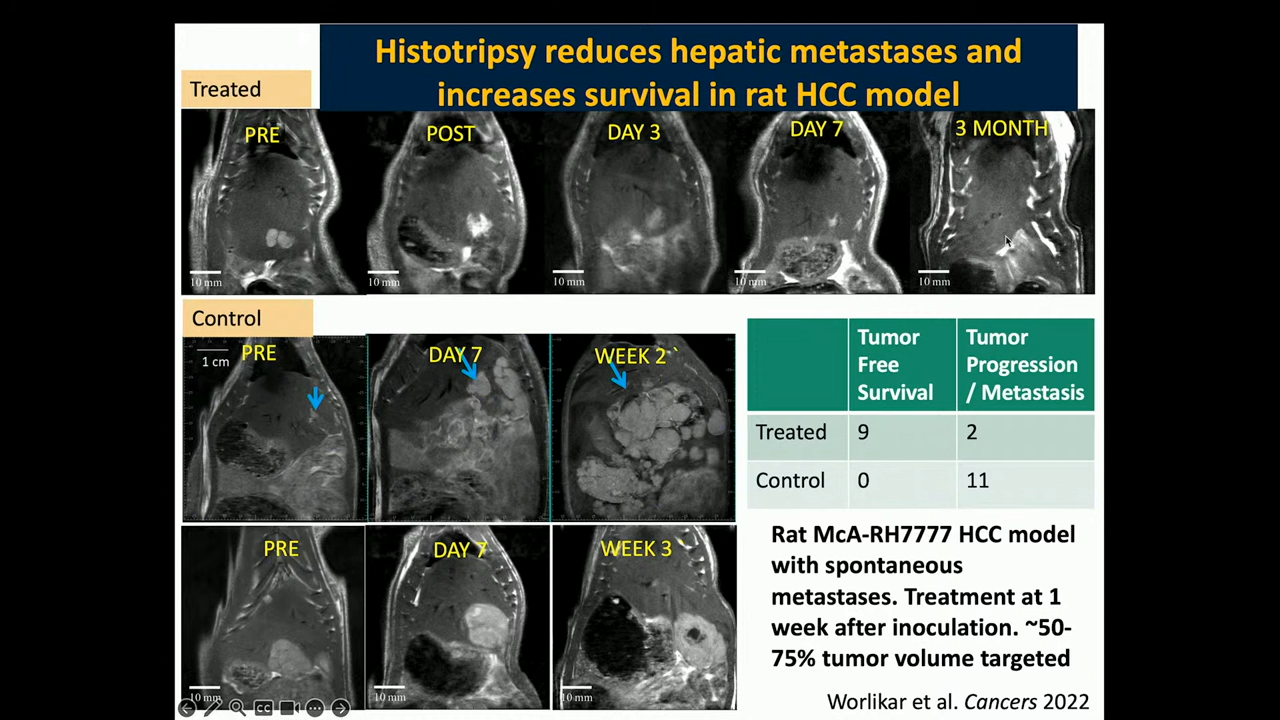 Histotripsy reduces hepatic metastases and
increases survival in rat HCC model
Treated
PRE
POST
DAY 3
DAY 7
3 MONTH
10 mm
10 mm
10 mm
10 mm
10 mm
Control
PRE
DAY 7
WEEK 2`
1 cm
PRE
DAY 7
WEEK 3
10 mm
10 mm
10 mm
Tumor Free Survival
Tumor Progression / Metastasis
Treated 9 2
Control 0 11
Rat McA-RH7777 HCC model
with spontaneous
metastases. Treatment at 1
week after inoculation. ~50-
75% tumor volume targeted
Worlikar et al. Cancers 2022
CC